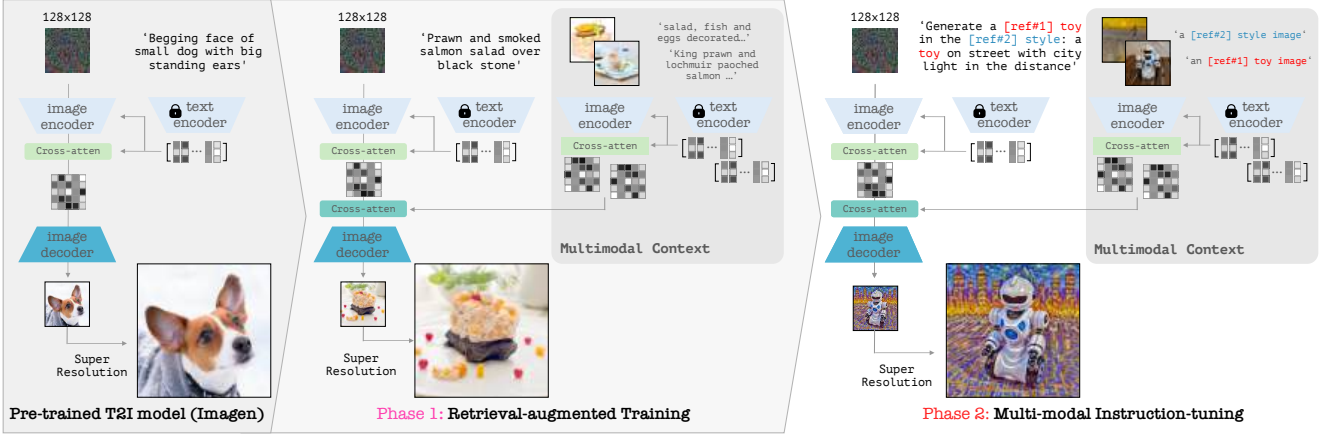 128x128
'Begging face of
small dog with big
standing ears'
image
encoder
text
encoder
Cross-atten
[ ... ]
image
decoder
Super
Resolution
Pre-trained T2I model (Imagen)
128x128
'Prawn and smoked
salmon salad over
black stone'
image
encoder
text
encoder
Cross-atten
[ ... ]
Cross-atten
image
decoder
Super
Resolution
'salad, fish and
eggs decorated…'
'King prawn and
lochmuir paoched
salmon …'
image
encoder
text
encoder
Cross-atten
[ ... ]
[ ... ]
Multimodal Context
Phase 1: Retrieval-augmented Training
128x128
'Generate a [ref#1] toy
in the [ref#2] style: a
toy on street with city
light in the distance'
image
encoder
text
encoder
Cross-atten
[ ... ]
Cross-atten
image
decoder
Super
Resolution
'a [ref#2] style image'
'an [ref#1] toy image'
image
encoder
text
encoder
Cross-atten
[ ... ]
[ ... ]
Multimodal Context
Phase 2: Multi-modal Instruction-tuning